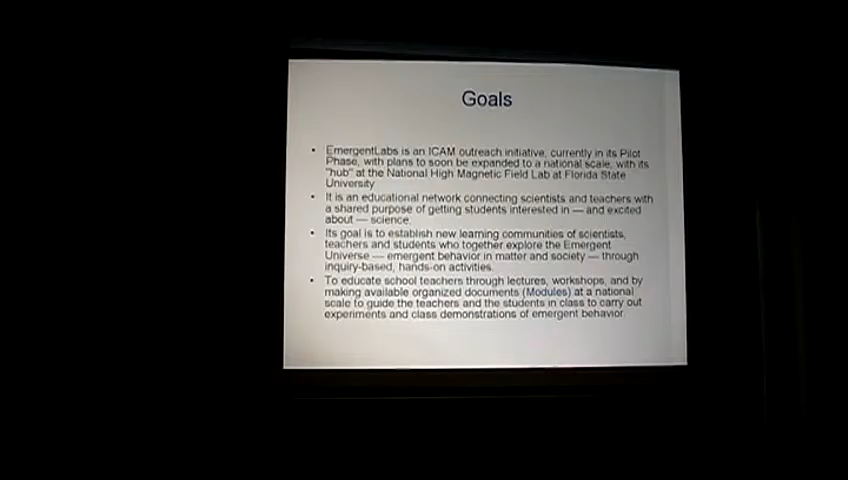 Goals
• EmergentLabs is an ICAM outreach initiative, currently in its Pilot
Phase, with plans to soon be expanded to a national scale, with its
"hub" at the National High Magnetic Field Lab at Florida State
University
• It is an educational network connecting scientists and teachers with
a shared purpose of getting students interested in — and excited
about — science.
• Its goal is to establish new learning communities of scientists,
teachers and students who together explore the Emergent
Universe — emergent behavior in matter and society — through
inquiry-based, hands-on activities.
• To educate school teachers through lectures, workshops, and by
making available organized documents (Modules) at a national
scale to guide the teachers and the students in class to carry out
experiments and class demonstrations of emergent behavior.